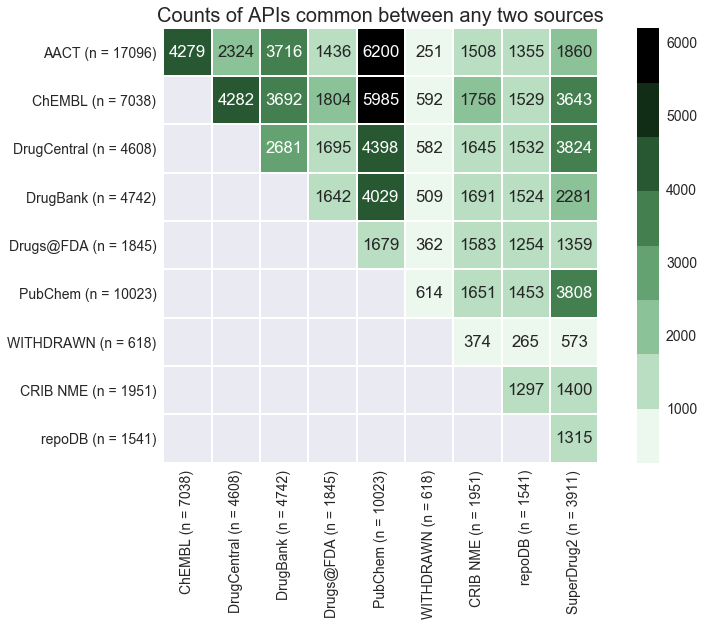 Counts of APIs common between any two sources
AACT (n = 17096) 4279 2324 3716 1436 6200 251 1508 1355 1860
ChEMBL (n = 7038) 4282 3692 1804 5985 592 1756 1529 3643
DrugCentral (n = 4608) 2681 1695 4398 582 1645 1532 3824
DrugBank (n = 4742) 1642 4029 509 1691 1524 2281
Drugs@FDA (n = 1845) 1679 362 1583 1254 1359
PubChem (n = 10023) 614 1651 1453 3808
WITHDRAWN (n = 618) 374 265 573
CRIB NME (n = 1951) 1297 1400
repoDB (n = 1541) 1315
ChEMBL (n = 7038)
DrugCentral (n = 4608)
DrugBank (n = 4742)
Drugs@FDA (n = 1845)
PubChem (n = 10023)
WITHDRAWN (n = 618)
CRIB NME (n = 1951)
repoDB (n = 1541)
SuperDrug2 (n = 3911)
6000
5000
4000
3000
2000
1000